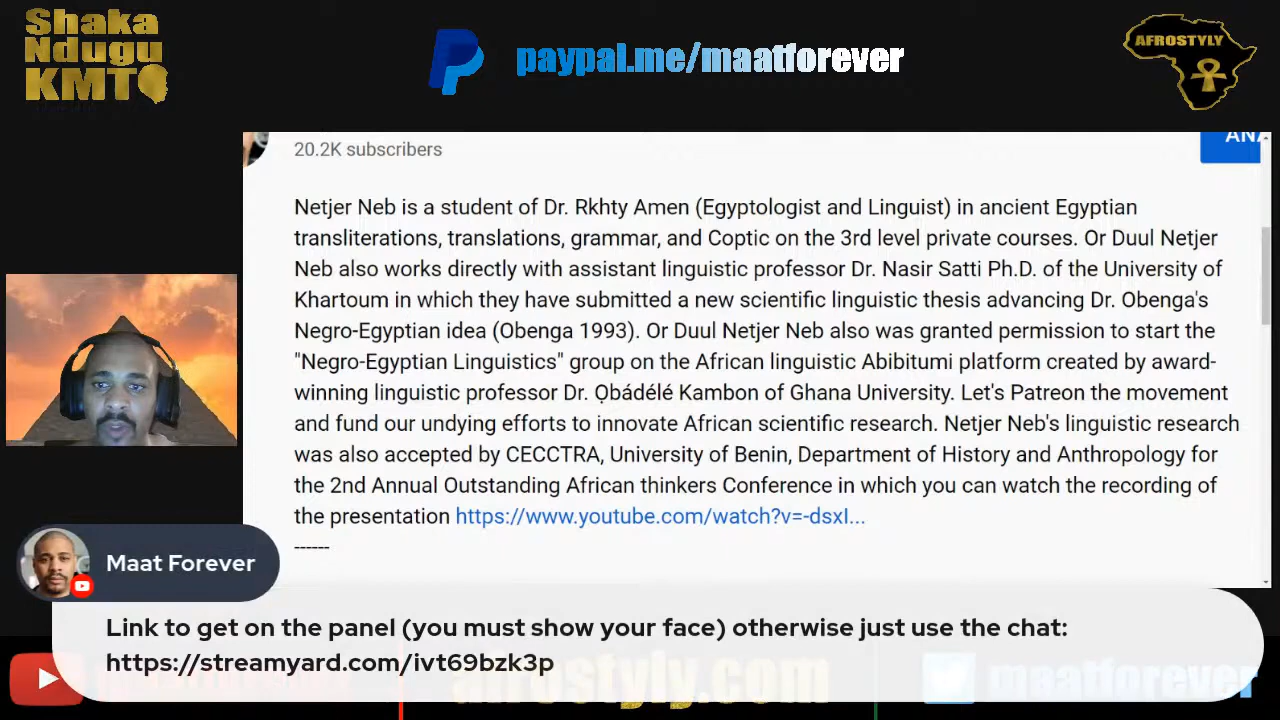 Shaka
Ndugu
KMT
paypal.me/maatforever
AFROSTYLY
20.2K subscribers
Netjer Neb is a student of Dr. Rkhty Amen (Egyptologist and Linguist) in ancient Egyptian
transliterations, translations, grammar, and Coptic on the 3rd level private courses. Or Duul Netjer
Neb also works directly with assistant linguistic professor Dr. Nasir Satti Ph.D. of the University of
Khartoum in which they have submitted a new scientific linguistic thesis advancing Dr. Obenga's
Negro-Egyptian idea (Obenga 1993). Or Duul Netjer Neb also was granted permission to start the
"Negro-Egyptian Linguistics" group on the African linguistic Abibitumi platform created by award-
winning linguistic professor Dr. Ọbádélé Kambon of Ghana University. Let's Patreon the movement
and fund our undying efforts to innovate African scientific research. Netjer Neb's linguistic research
was also accepted by CECCTRA, University of Benin, Department of History and Anthropology for
the 2nd Annual Outstanding African thinkers Conference in which you can watch the recording of
the presentation https://www.youtube.com/watch?v=-dsxI...
------
Maat Forever
Link to get on the panel (you must show your face) otherwise just use the chat:
https://streamyard.com/ivt69bzk3p
afrostyly.com
maatforever